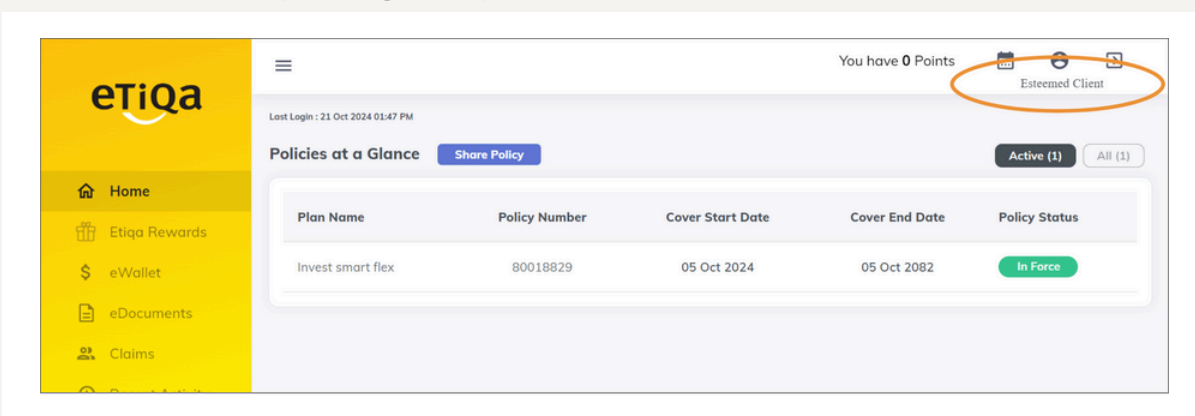 eTiQa
You have 0 Points
Esteemed Client
Last Login : 21 Oct 2024 01:47 PM
Policies at a Glance Share Policy Active (1) All (1)
Home
Etiqa Rewards
$ eWallet
eDocuments
Claims
Plan Name Policy Number Cover Start Date Cover End Date Policy Status
Invest smart flex 80018829 05 Oct 2024 05 Oct 2082 In Force